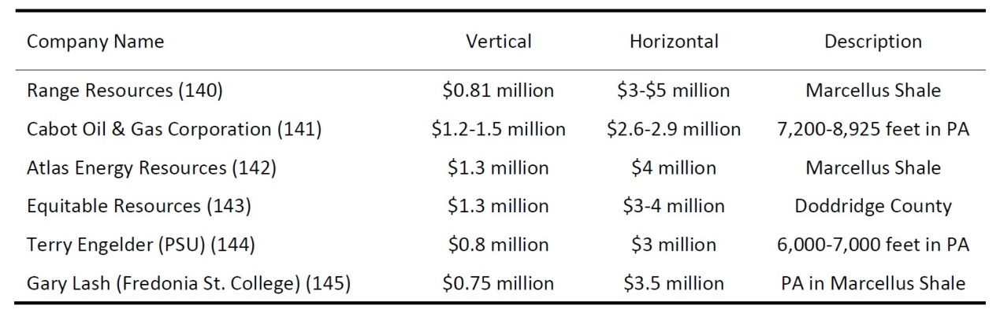 Company Name Vertical Horizontal Description
Range Resources (140) $0.81 million $3-$5 million Marcellus Shale
Cabot Oil & Gas Corporation (141) $1.2-1.5 million $2.6-2.9 million 7,200-8,925 feet in PA
Atlas Energy Resources (142) $1.3 million $4 million Marcellus Shale
Equitable Resources (143) $1.3 million $3-4 million Doddridge County
Terry Engelder (PSU) (144) $0.8 million $3 million 6,000-7,000 feet in PA
Gary Lash (Fredonia St. College) (145) $0.75 million $3.5 million PA in Marcellus Shale